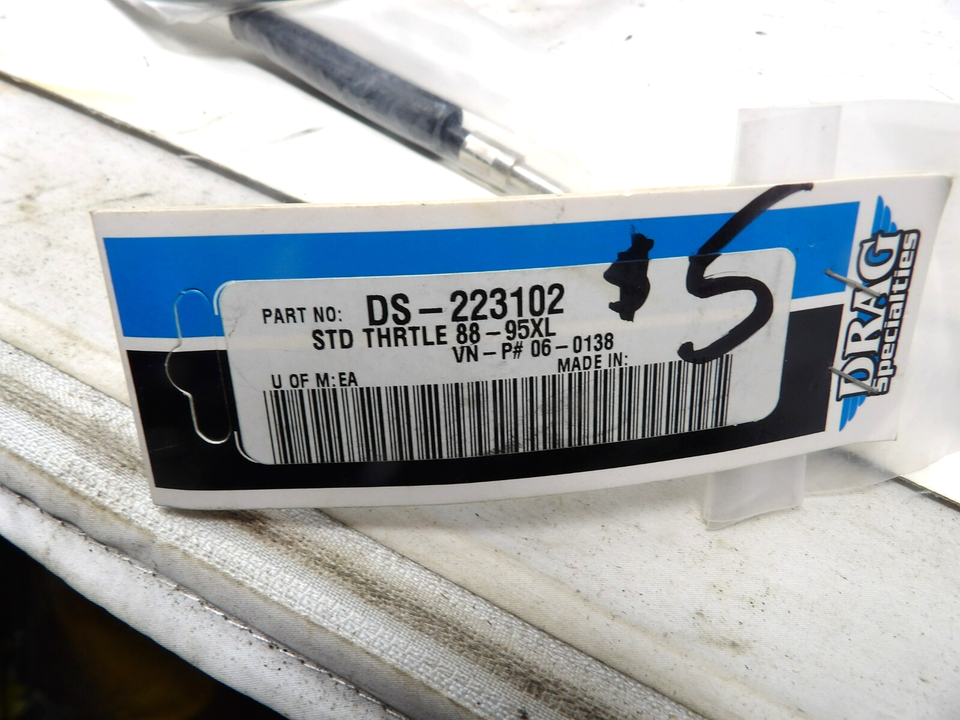 PART NO: DS-223102
STD THRTLE 88-95XL
VN-P# 06-0138
MADE IN:
U OF M:EA
$5
DRAG
Specialties